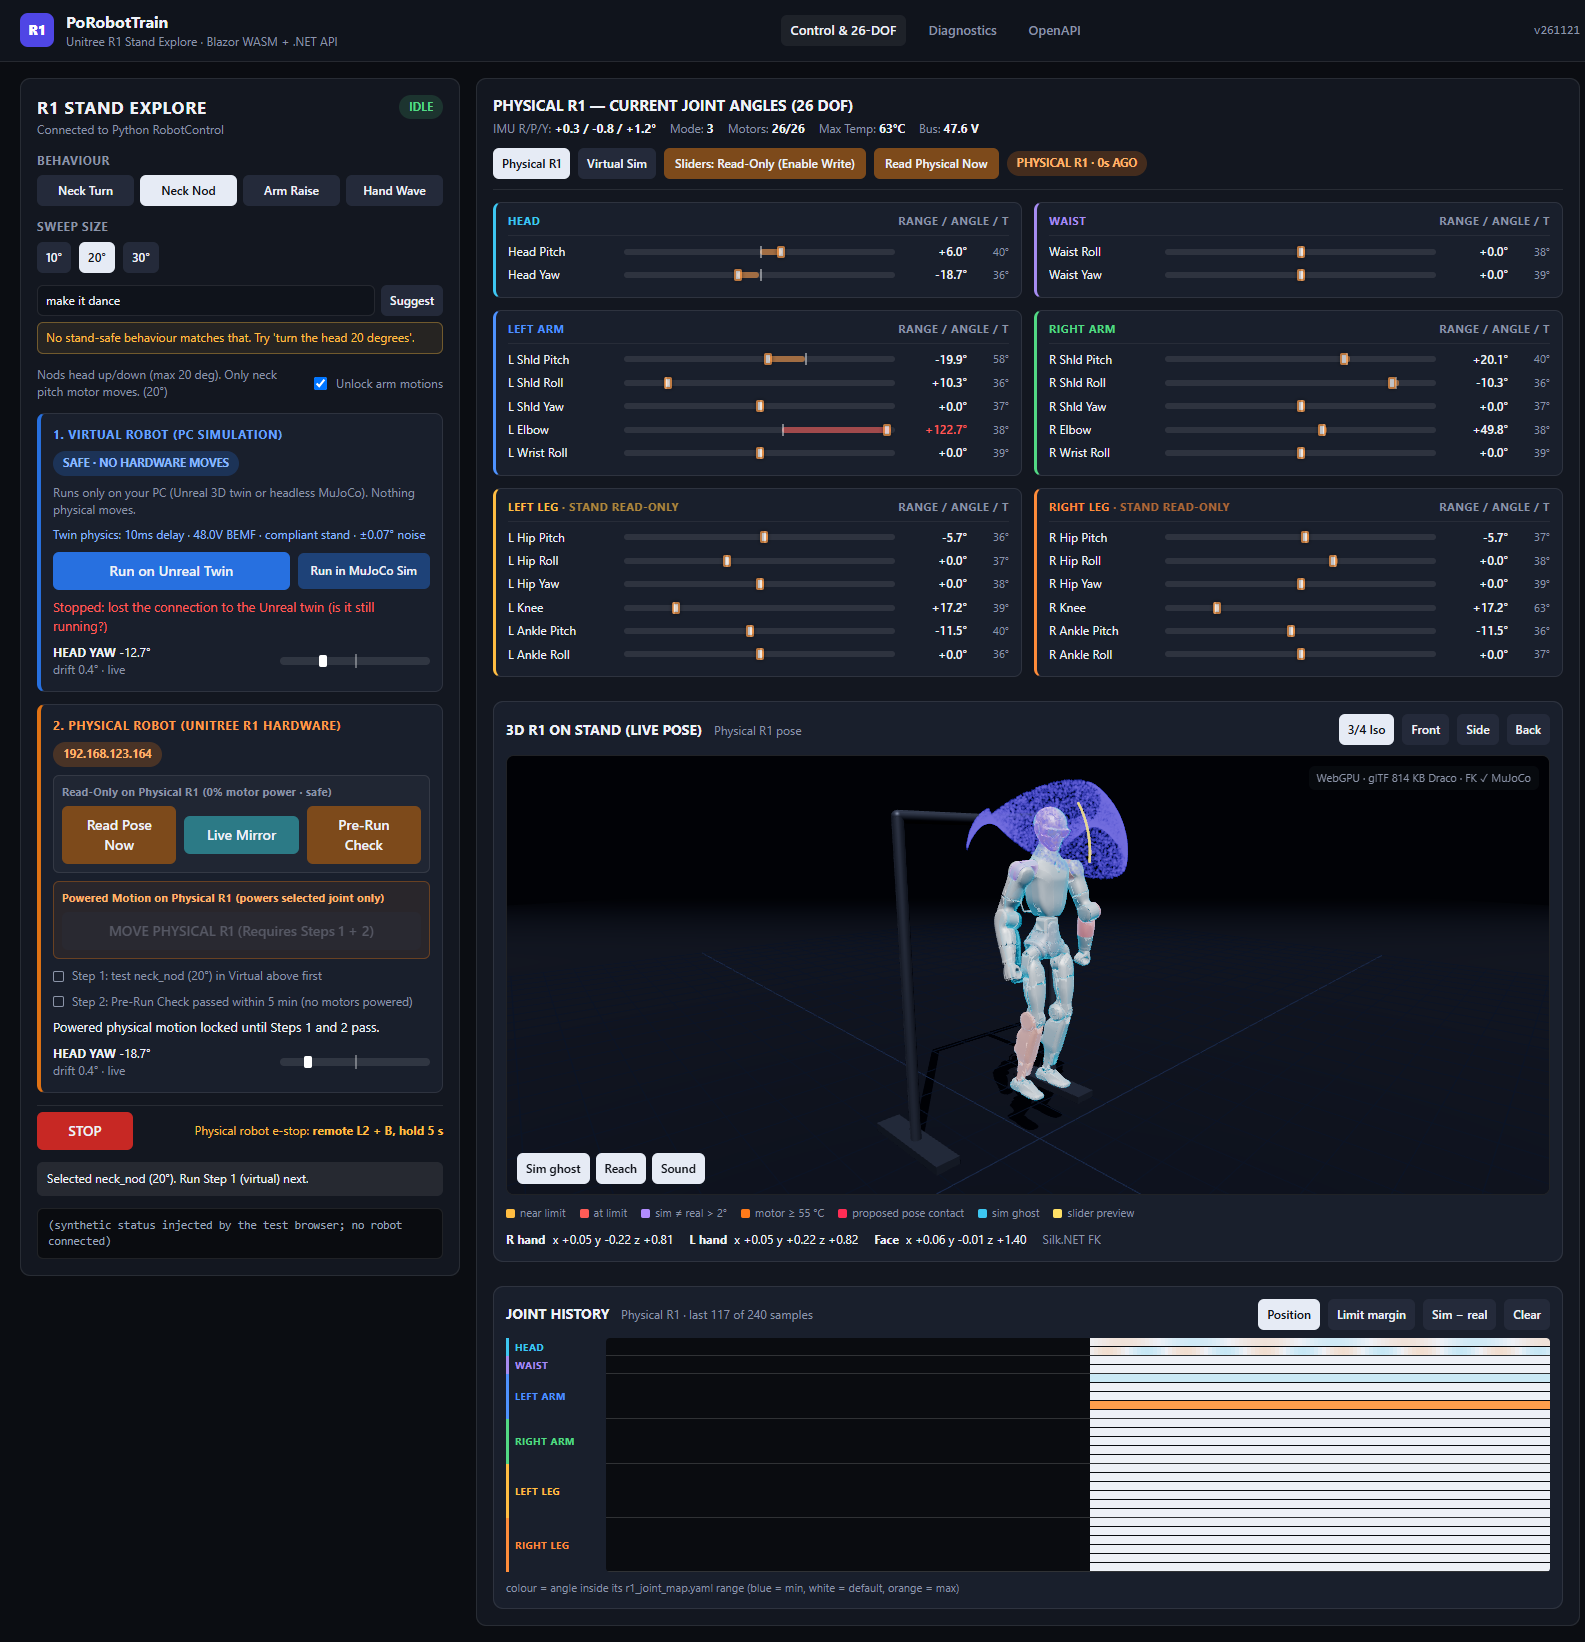 R1
PoRobotTrain
Unitree R1 Stand Explore · Blazor WASM + .NET API
Control & 26-DOF
Diagnostics
OpenAPI
v261121
R1 STAND EXPLORE
IDLE
Connected to Python RobotControl
BEHAVIOUR
Neck Turn
Neck Nod
Arm Raise
Hand Wave
SWEEP SIZE
10°
20°
30°
make it dance
Suggest
No stand-safe behaviour matches that. Try 'turn the head 20 degrees'.
Nods head up/down (max 20 deg). Only neck
pitch motor moves. (20°)
Unlock arm motions
1. VIRTUAL ROBOT (PC SIMULATION)
SAFE · NO HARDWARE MOVES
Runs only on your PC (Unreal 3D twin or headless MuJoCo). Nothing
physical moves.
Twin physics: 10ms delay · 48.0V BEMF · compliant stand · ±0.07° noise
Run on Unreal Twin
Run in MuJoCo Sim
Stopped: lost the connection to the Unreal twin (is it still
running?)
HEAD YAW -12.7°
drift 0.4° · live
2. PHYSICAL ROBOT (UNITREE R1 HARDWARE)
192.168.123.164
Read-Only on Physical R1 (0% motor power · safe)
Read Pose
Now
Live Mirror
Pre-Run
Check
Powered Motion on Physical R1 (powers selected joint only)
MOVE PHYSICAL R1 (Requires Steps 1 + 2)
Step 1: test neck_nod (20°) in Virtual above first
Step 2: Pre-Run Check passed within 5 min (no motors powered)
Powered physical motion locked until Steps 1 and 2 pass.
HEAD YAW -18.7°
drift 0.4° · live
STOP
Physical robot e-stop: remote L2 + B, hold 5 s
Selected neck_nod (20°). Run Step 1 (virtual) next.
(synthetic status injected by the test browser; no robot
connected)
PHYSICAL R1 — CURRENT JOINT ANGLES (26 DOF)
IMU R/P/Y: +0.3 / -0.8 / +1.2° Mode: 3 Motors: 26/26 Max Temp: 63°C Bus: 47.6 V
Physical R1
Virtual Sim
Sliders: Read-Only (Enable Write)
Read Physical Now
PHYSICAL R1 · 0s AGO
HEAD RANGE / ANGLE / T
Head Pitch +6.0° 40°
Head Yaw -18.7° 36°
WAIST RANGE / ANGLE / T
Waist Roll +0.0° 38°
Waist Yaw +0.0° 39°
LEFT ARM RANGE / ANGLE / T
L Shld Pitch -19.9° 58°
L Shld Roll +10.3° 36°
L Shld Yaw +0.0° 37°
L Elbow +122.7° 38°
L Wrist Roll +0.0° 39°
RIGHT ARM RANGE / ANGLE / T
R Shld Pitch +20.1° 40°
R Shld Roll -10.3° 36°
R Shld Yaw +0.0° 37°
R Elbow +49.8° 38°
R Wrist Roll +0.0° 39°
LEFT LEG · STAND READ-ONLY RANGE / ANGLE / T
L Hip Pitch -5.7° 36°
L Hip Roll +0.0° 37°
L Hip Yaw +0.0° 38°
L Knee +17.2° 39°
L Ankle Pitch -11.5° 40°
L Ankle Roll +0.0° 36°
RIGHT LEG · STAND READ-ONLY RANGE / ANGLE / T
R Hip Pitch -5.7° 37°
R Hip Roll +0.0° 38°
R Hip Yaw +0.0° 39°
R Knee +17.2° 63°
R Ankle Pitch -11.5° 36°
R Ankle Roll +0.0° 37°
3D R1 ON STAND (LIVE POSE) Physical R1 pose
3/4 Iso
Front
Side
Back
WebGPU · glTF 814 KB Draco · FK ✓ MuJoCo
Sim ghost
Reach
Sound
near limit
at limit
sim ≠ real > 2°
motor ≥ 55 °C
proposed pose contact
sim ghost
slider preview
R hand x +0.05 y -0.22 z +0.81 L hand x +0.05 y +0.22 z +0.82 Face x +0.06 y -0.01 z +1.40 Silk.NET FK
JOINT HISTORY Physical R1 · last 117 of 240 samples
Position
Limit margin
Sim − real
Clear
HEAD
WAIST
LEFT ARM
RIGHT ARM
LEFT LEG
RIGHT LEG
colour = angle inside its r1_joint_map.yaml range (blue = min, white = default, orange = max)